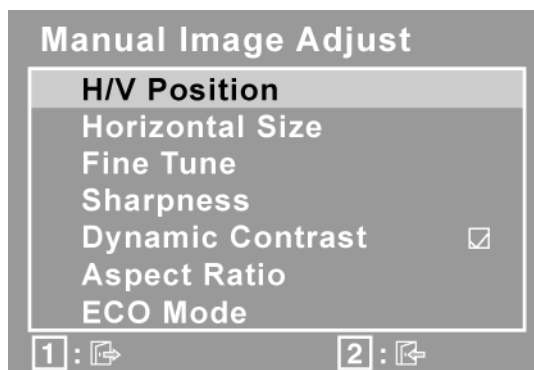 Manual Image Adjust
H/V Position
Horizontal Size
Fine Tune
Sharpness
Dynamic Contrast
Aspect Ratio
ECO Mode
1 : 2 :